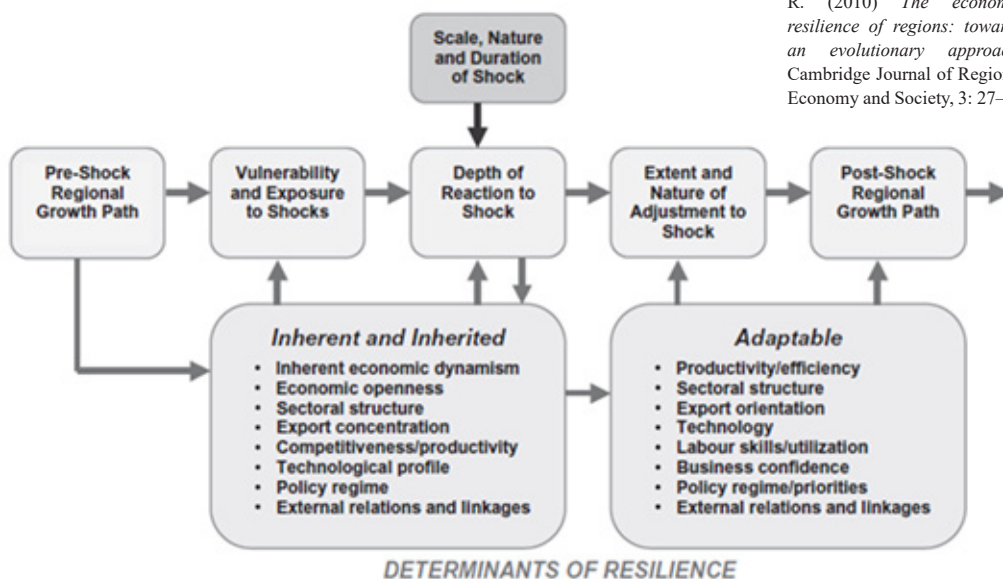 R. (2010) The econom
resilience of regions: towar
an evolutionary approac
Cambridge Journal of Region
Economy and Society, 3: 27–
Scale, Nature
and Duration
of Shock
Pre-Shock
Regional
Growth Path
Vulnerability
and Exposure
to Shocks
Depth of
Reaction to
Shock
Extent and
Nature of
Adjustment to
Shock
Post-Shock
Regional
Growth Path
Inherent and Inherited
• Inherent economic dynamism
• Economic openness
• Sectoral structure
• Export concentration
• Competitiveness/productivity
• Technological profile
• Policy regime
• External relations and linkages
Adaptable
• Productivity/efficiency
• Sectoral structure
• Export orientation
• Technology
• Labour skills/utilization
• Business confidence
• Policy regime/priorities
• External relations and linkages
DETERMINANTS OF RESILIENCE